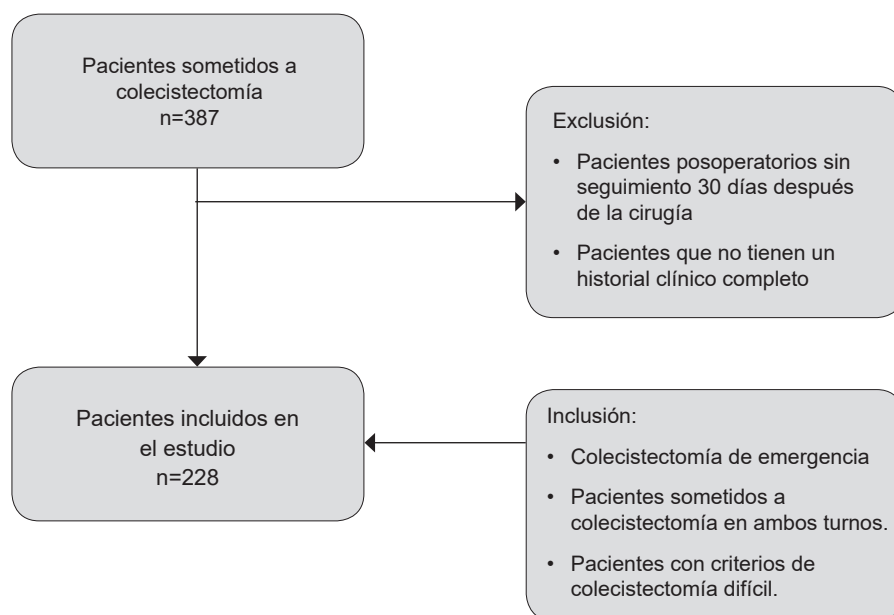 Pacientes sometidos a
colecistectomía
n=387
Exclusión:
• Pacientes posoperatorios sin
seguimiento 30 días después
de la cirugía
• Pacientes que no tienen un
historial clínico completo
Pacientes incluidos en
el estudio
n=228
Inclusión:
• Colecistectomía de emergencia
• Pacientes sometidos a
colecistectomía en ambos turnos.
• Pacientes con criterios de
colecistectomía difícil.